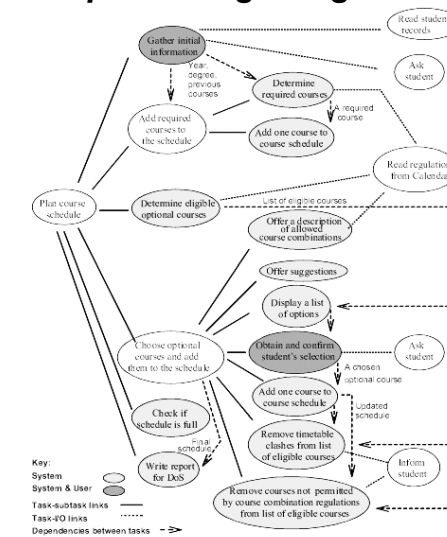 Read student
records
Gather initial
information
Ask
student
Year,
degree,
previous
courses
Determine
required courses
A required
course
Add required
courses to
the schedule
Add one course to
course schedule
Read regulation
from Calenda
Plan course
schedule
Determine eligible
optional courses
List of eligible courses
Offer a description
of allowed
course combinations
Offer suggestions
Display a list
of options
Choose optional
courses and add
them to the schedule
Obtain and confirm
student's selection
Ask
student
A chosen
optional course
Add one course to
course schedule
Updated
schedule
Check if
schedule is full
Remove timetable
clashes from list
of eligible courses
Final
schedule
Write report
for DoS
Inform
student
Remove courses not permitted
by course combination regulations
from list of eligible courses
Key:
System
System & User
Task-subtask links
Task-I/O links
Dependencies between tasks